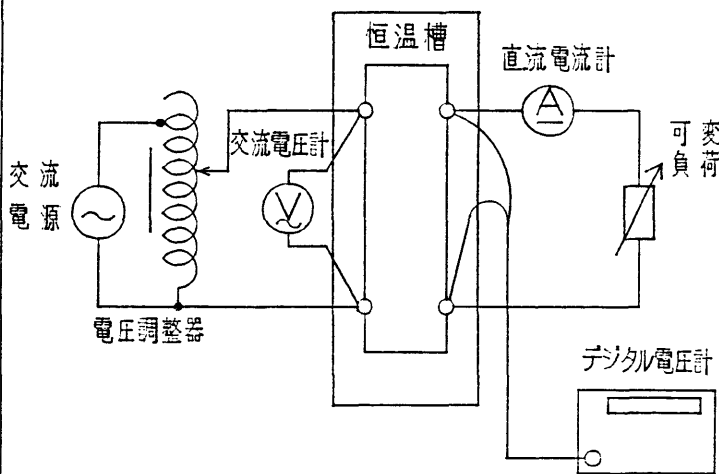 恒温槽
直流電流計
A
可変
負荷
交流電圧計
V
交流
電源
電圧調整器
デジタル電圧計